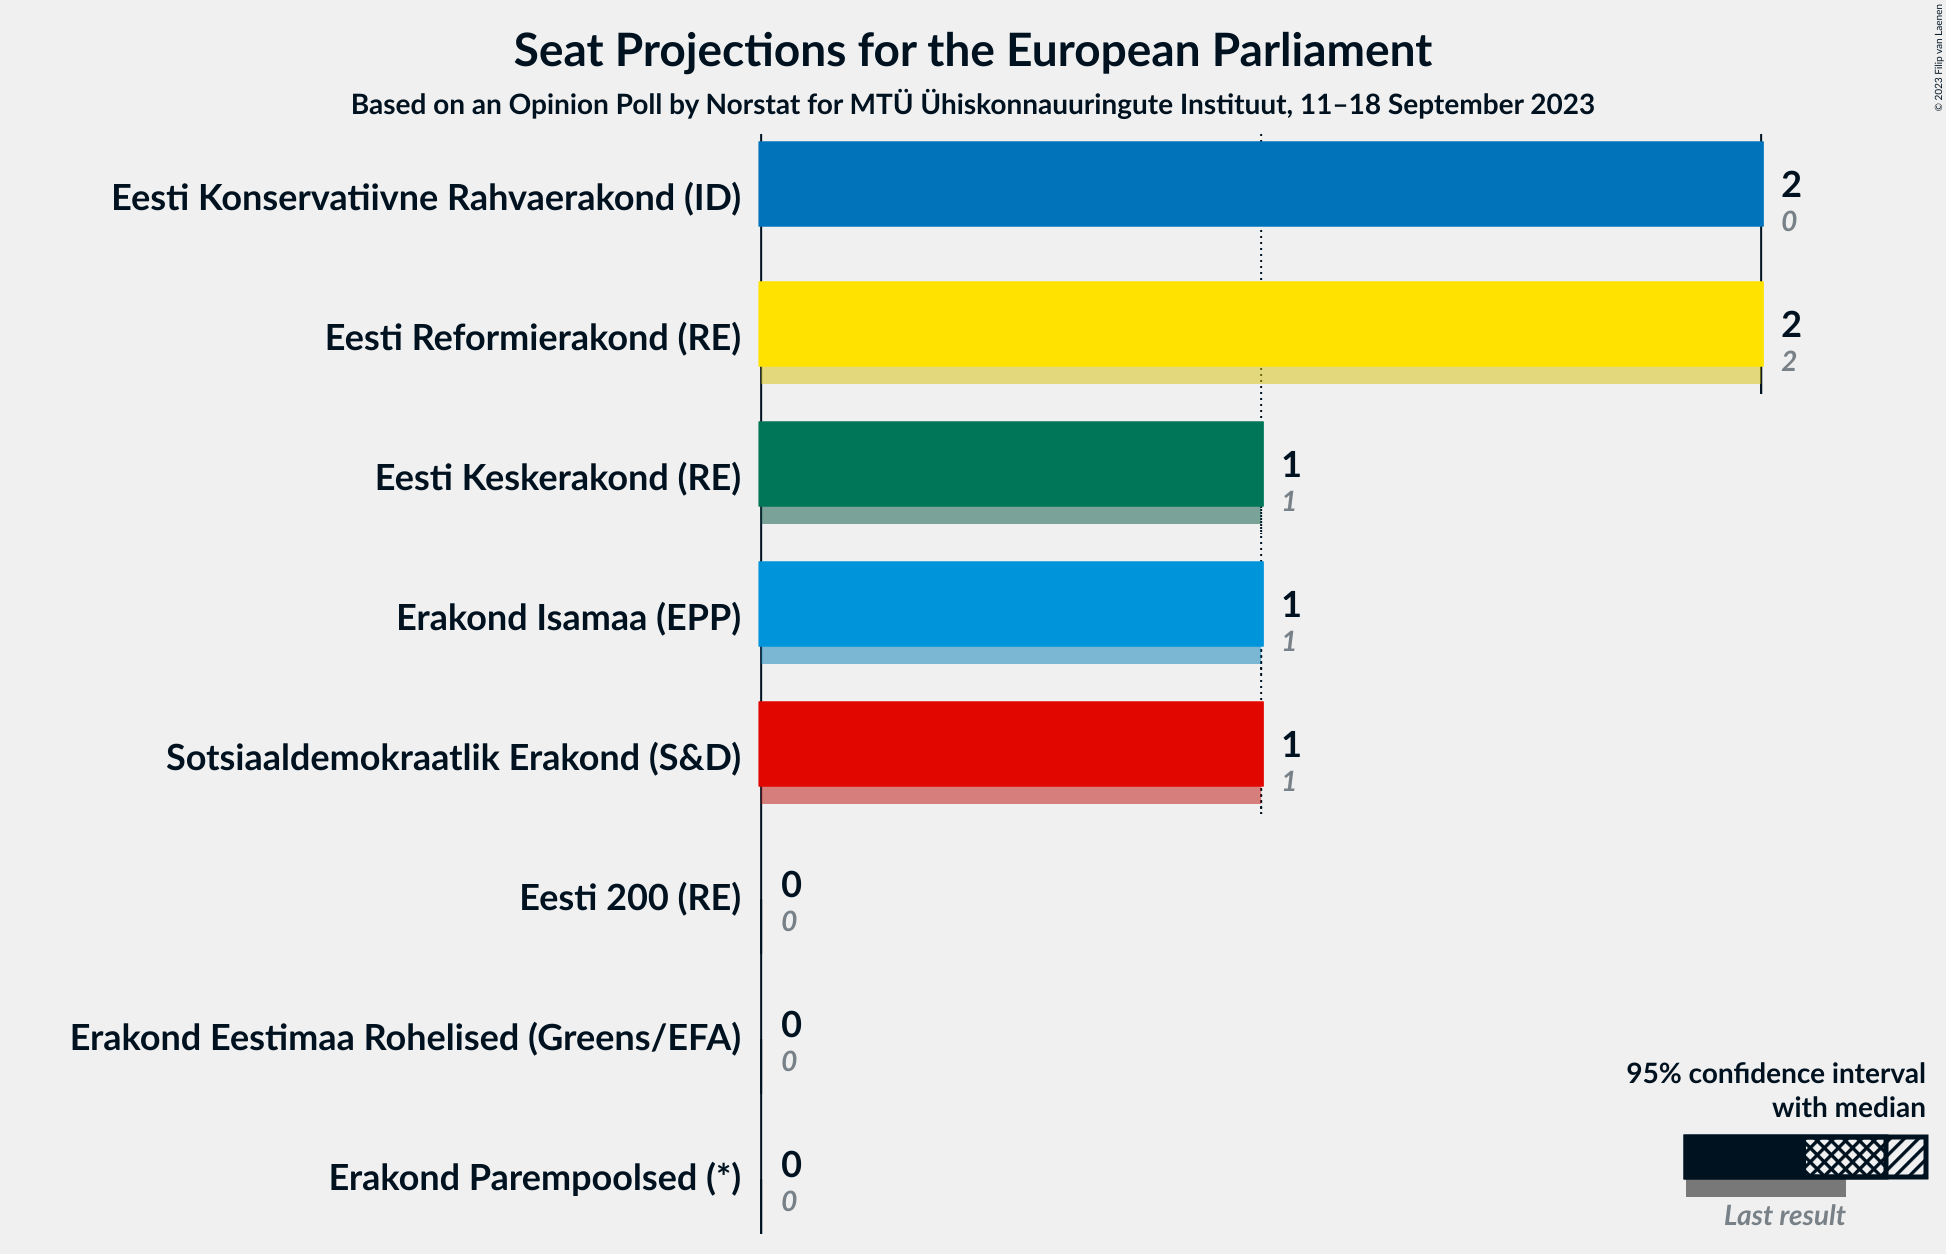 Seat Projections for the European Parliament
Based on an Opinion Poll by Norstat for MTÜ Ühiskonnauuringute Instituut, 11–18 September 2023
© 2023 Filip van Laenen
Eesti Konservatiivne Rahvaerakond (ID)
2
0
Eesti Reformierakond (RE)
2
2
Eesti Keskerakond (RE)
1
1
Erakond Isamaa (EPP)
1
1
Sotsiaaldemokraatlik Erakond (S&D)
1
1
Eesti 200 (RE)
0
0
Erakond Eestimaa Rohelised (Greens/EFA)
0
0
Erakond Parempoolsed (*)
0
0
95% confidence interval
with median
Last result